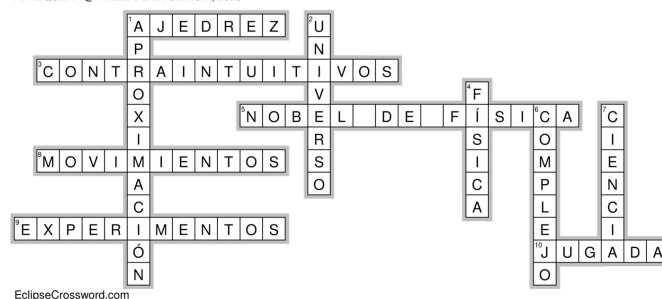 1 AJEDREZ
1 APROXIMACIÓN
2 UNIVERSO
3 CONTRAINTUITIVOS
4 FÍSICA
5 NOBEL DE FÍSICA
6 COMPLEJO
7 CIENCIA
8 MOVIMIENTOS
9 EXPERIMENTOS
10 JUGADA
EclipseCrossword.com